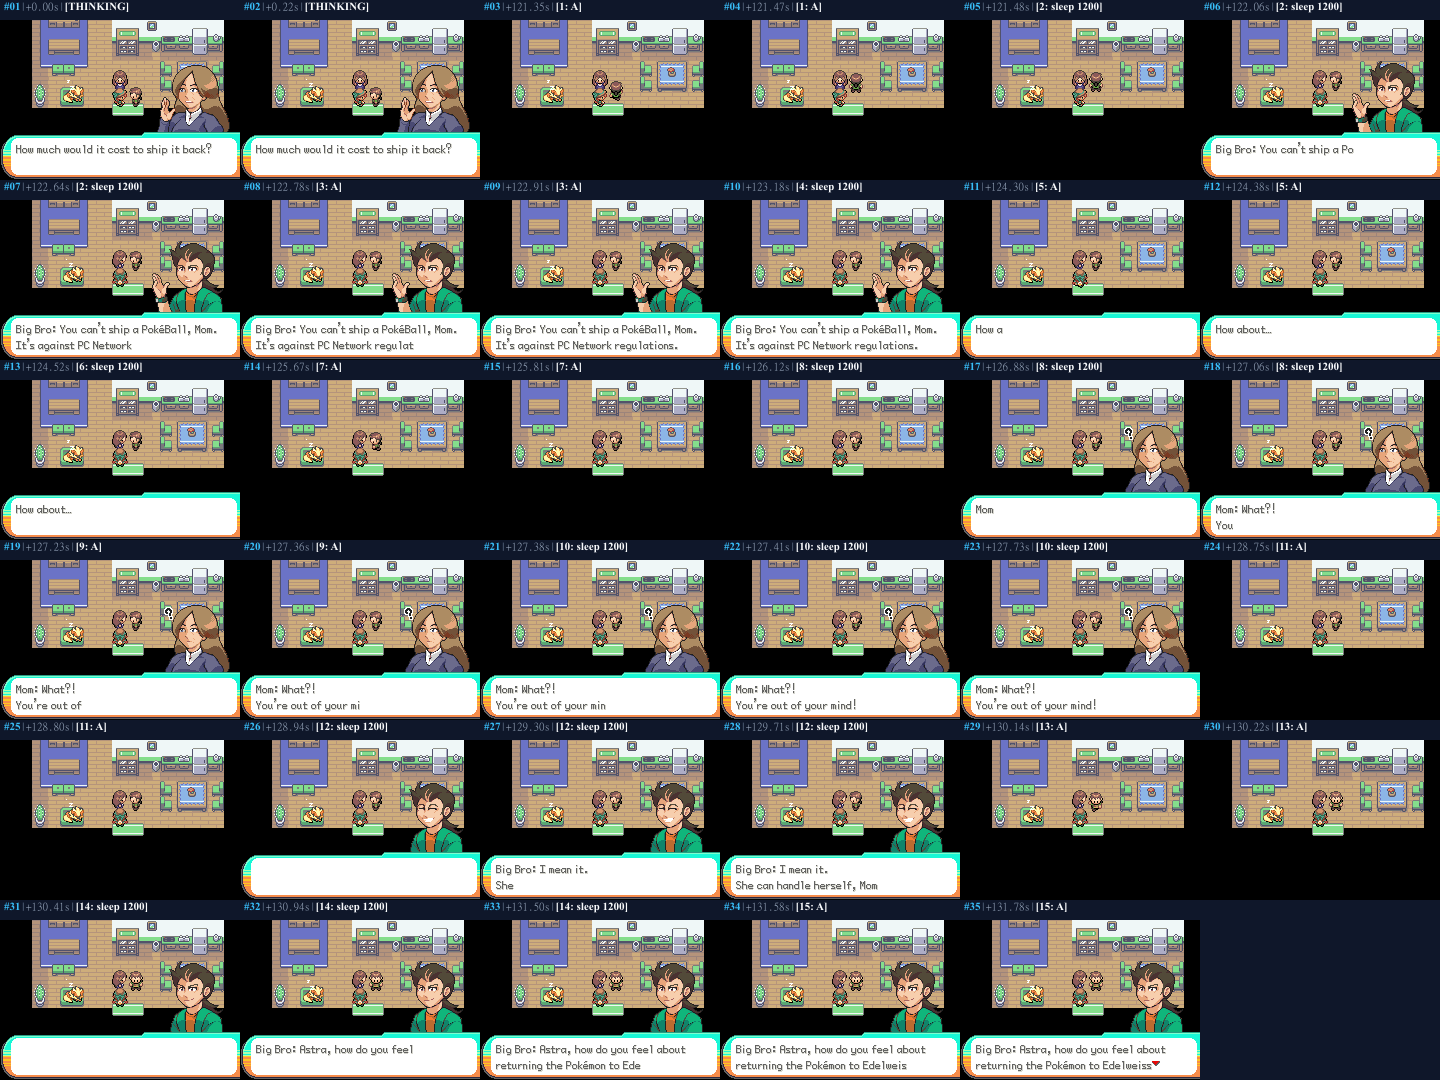 #01|+0.00s|[THINKING]
#02|+0.22s|[THINKING]
#03|+121.35s|[1: A]
#04|+121.47s|[1: A]
#05|+121.48s|[2: sleep 1200]
#06|+122.06s|[2: sleep 1200]
How much would it cost to ship it back?
How much would it cost to ship it back?
Big Bro: You can't ship a Po
#07|+122.64s|[2: sleep 1200]
#08|+122.78s|[3: A]
#09|+122.91s|[3: A]
#10|+123.18s|[4: sleep 1200]
#11|+124.30s|[5: A]
#12|+124.38s|[5: A]
Big Bro: You can't ship a PokéBall, Mom.
It's against PC Network
Big Bro: You can't ship a PokéBall, Mom.
It's against PC Network regulat
Big Bro: You can't ship a PokéBall, Mom.
It's against PC Network regulations.
Big Bro: You can't ship a PokéBall, Mom.
It's against PC Network regulations.
How a
How about...
#13|+124.52s|[6: sleep 1200]
#14|+125.67s|[7: A]
#15|+125.81s|[7: A]
#16|+126.12s|[8: sleep 1200]
#17|+126.88s|[8: sleep 1200]
#18|+127.06s|[8: sleep 1200]
How about...
Mom
Mom: What?!
You
#19|+127.23s|[9: A]
#20|+127.36s|[9: A]
#21|+127.38s|[10: sleep 1200]
#22|+127.41s|[10: sleep 1200]
#23|+127.73s|[10: sleep 1200]
#24|+128.75s|[11: A]
Mom: What?!
You're out of
Mom: What?!
You're out of your mi
Mom: What?!
You're out of your min
Mom: What?!
You're out of your mind!
Mom: What?!
You're out of your mind!
#25|+128.80s|[11: A]
#26|+128.94s|[12: sleep 1200]
#27|+129.30s|[12: sleep 1200]
#28|+129.71s|[12: sleep 1200]
#29|+130.14s|[13: A]
#30|+130.22s|[13: A]
Big Bro: I mean it.
She
Big Bro: I mean it.
She can handle herself, Mom
#31|+130.41s|[14: sleep 1200]
#32|+130.94s|[14: sleep 1200]
#33|+131.50s|[14: sleep 1200]
#34|+131.58s|[15: A]
#35|+131.78s|[15: A]
Big Bro: Astra, how do you feel
Big Bro: Astra, how do you feel about
returning the Pokémon to Ede
Big Bro: Astra, how do you feel about
returning the Pokémon to Edelweis
Big Bro: Astra, how do you feel about
returning the Pokémon to Edelweiss